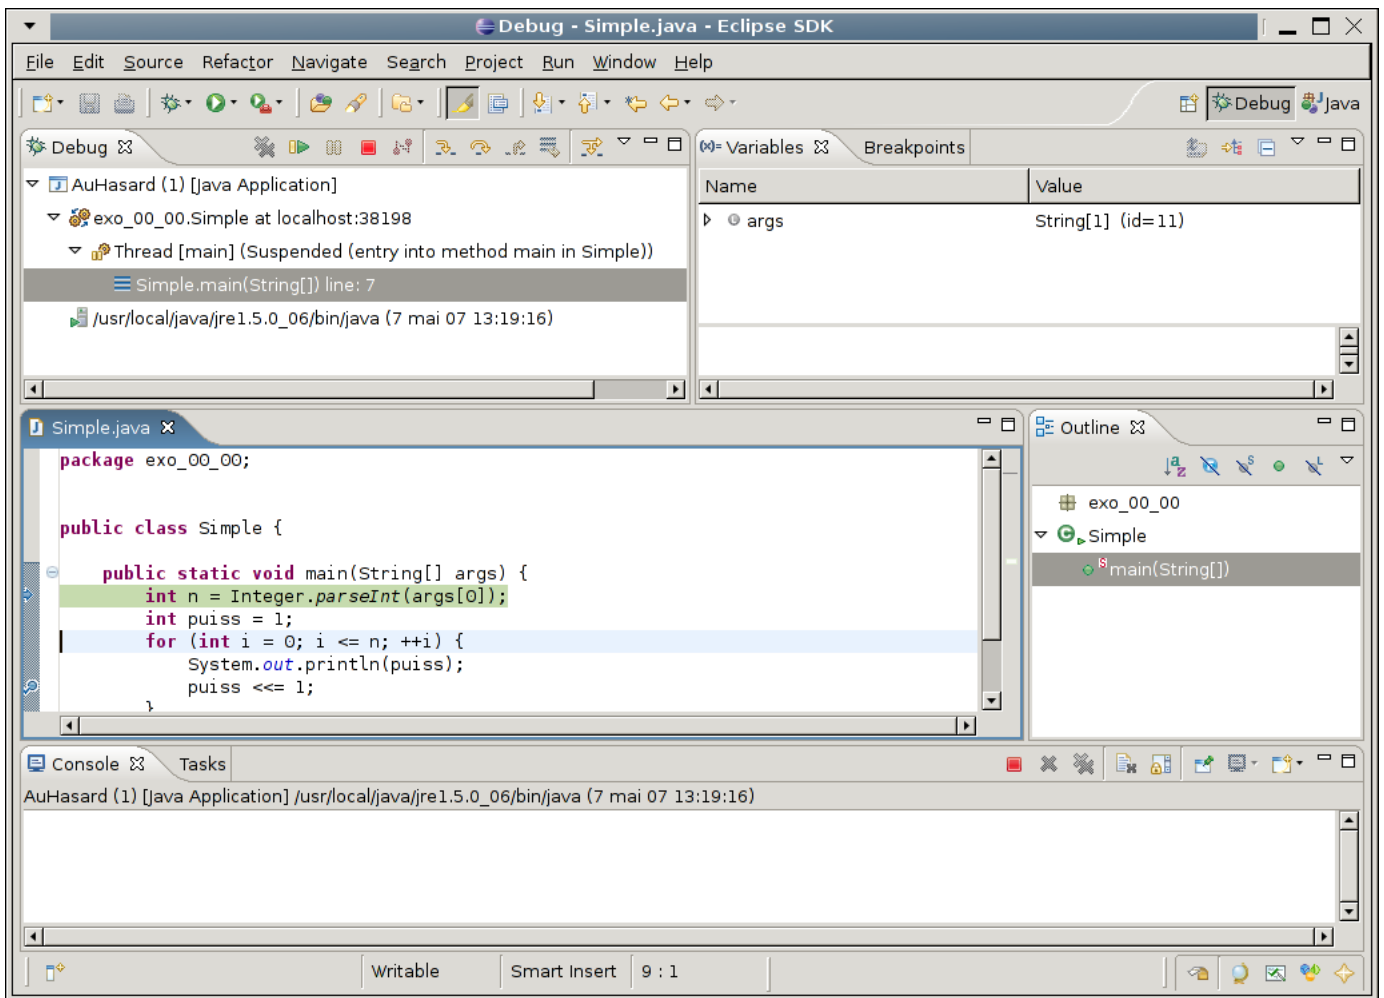 Debug - Simple.java - Eclipse SDK
File Edit Source Refactor Navigate Search Project Run Window Help
Debug Java
Debug
AuHasard (1) [Java Application]
exo_00_00.Simple at localhost:38198
Thread [main] (Suspended (entry into method main in Simple))
Simple.main(String[]) line: 7
/usr/local/java/jre1.5.0_06/bin/java (7 mai 07 13:19:16)
(x)= Variables Breakpoints
Name Value
args String[1] (id=11)
Simple.java
package exo_00_00;
public class Simple {
public static void main(String[] args) {
int n = Integer.parseInt(args[0]);
int puiss = 1;
for (int i = 0; i <= n; ++i) {
System.out.println(puiss);
puiss <<= 1;
}
Outline
exo_00_00
Simple
main(String[])
Console Tasks
AuHasard (1) [Java Application] /usr/local/java/jre1.5.0_06/bin/java (7 mai 07 13:19:16)
Writable Smart Insert 9 : 1